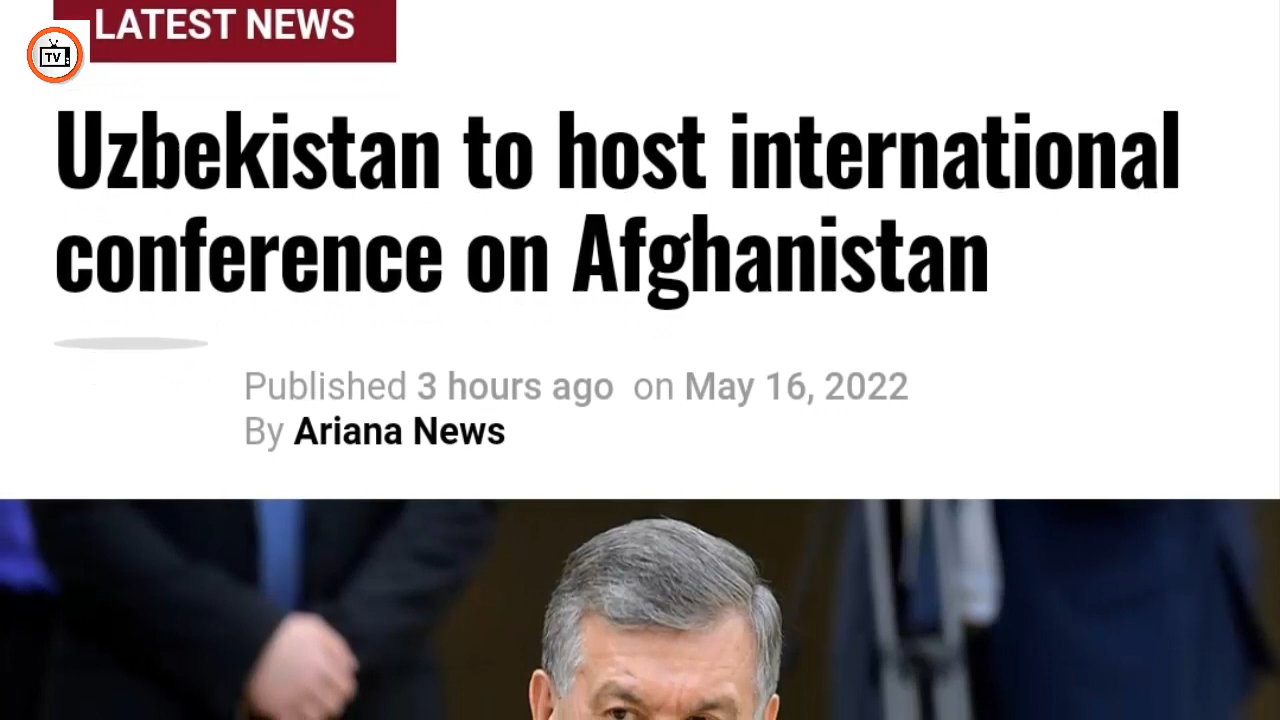 LATEST NEWS
TV
Uzbekistan to host international
conference on Afghanistan
Published 3 hours ago on May 16, 2022
By Ariana News